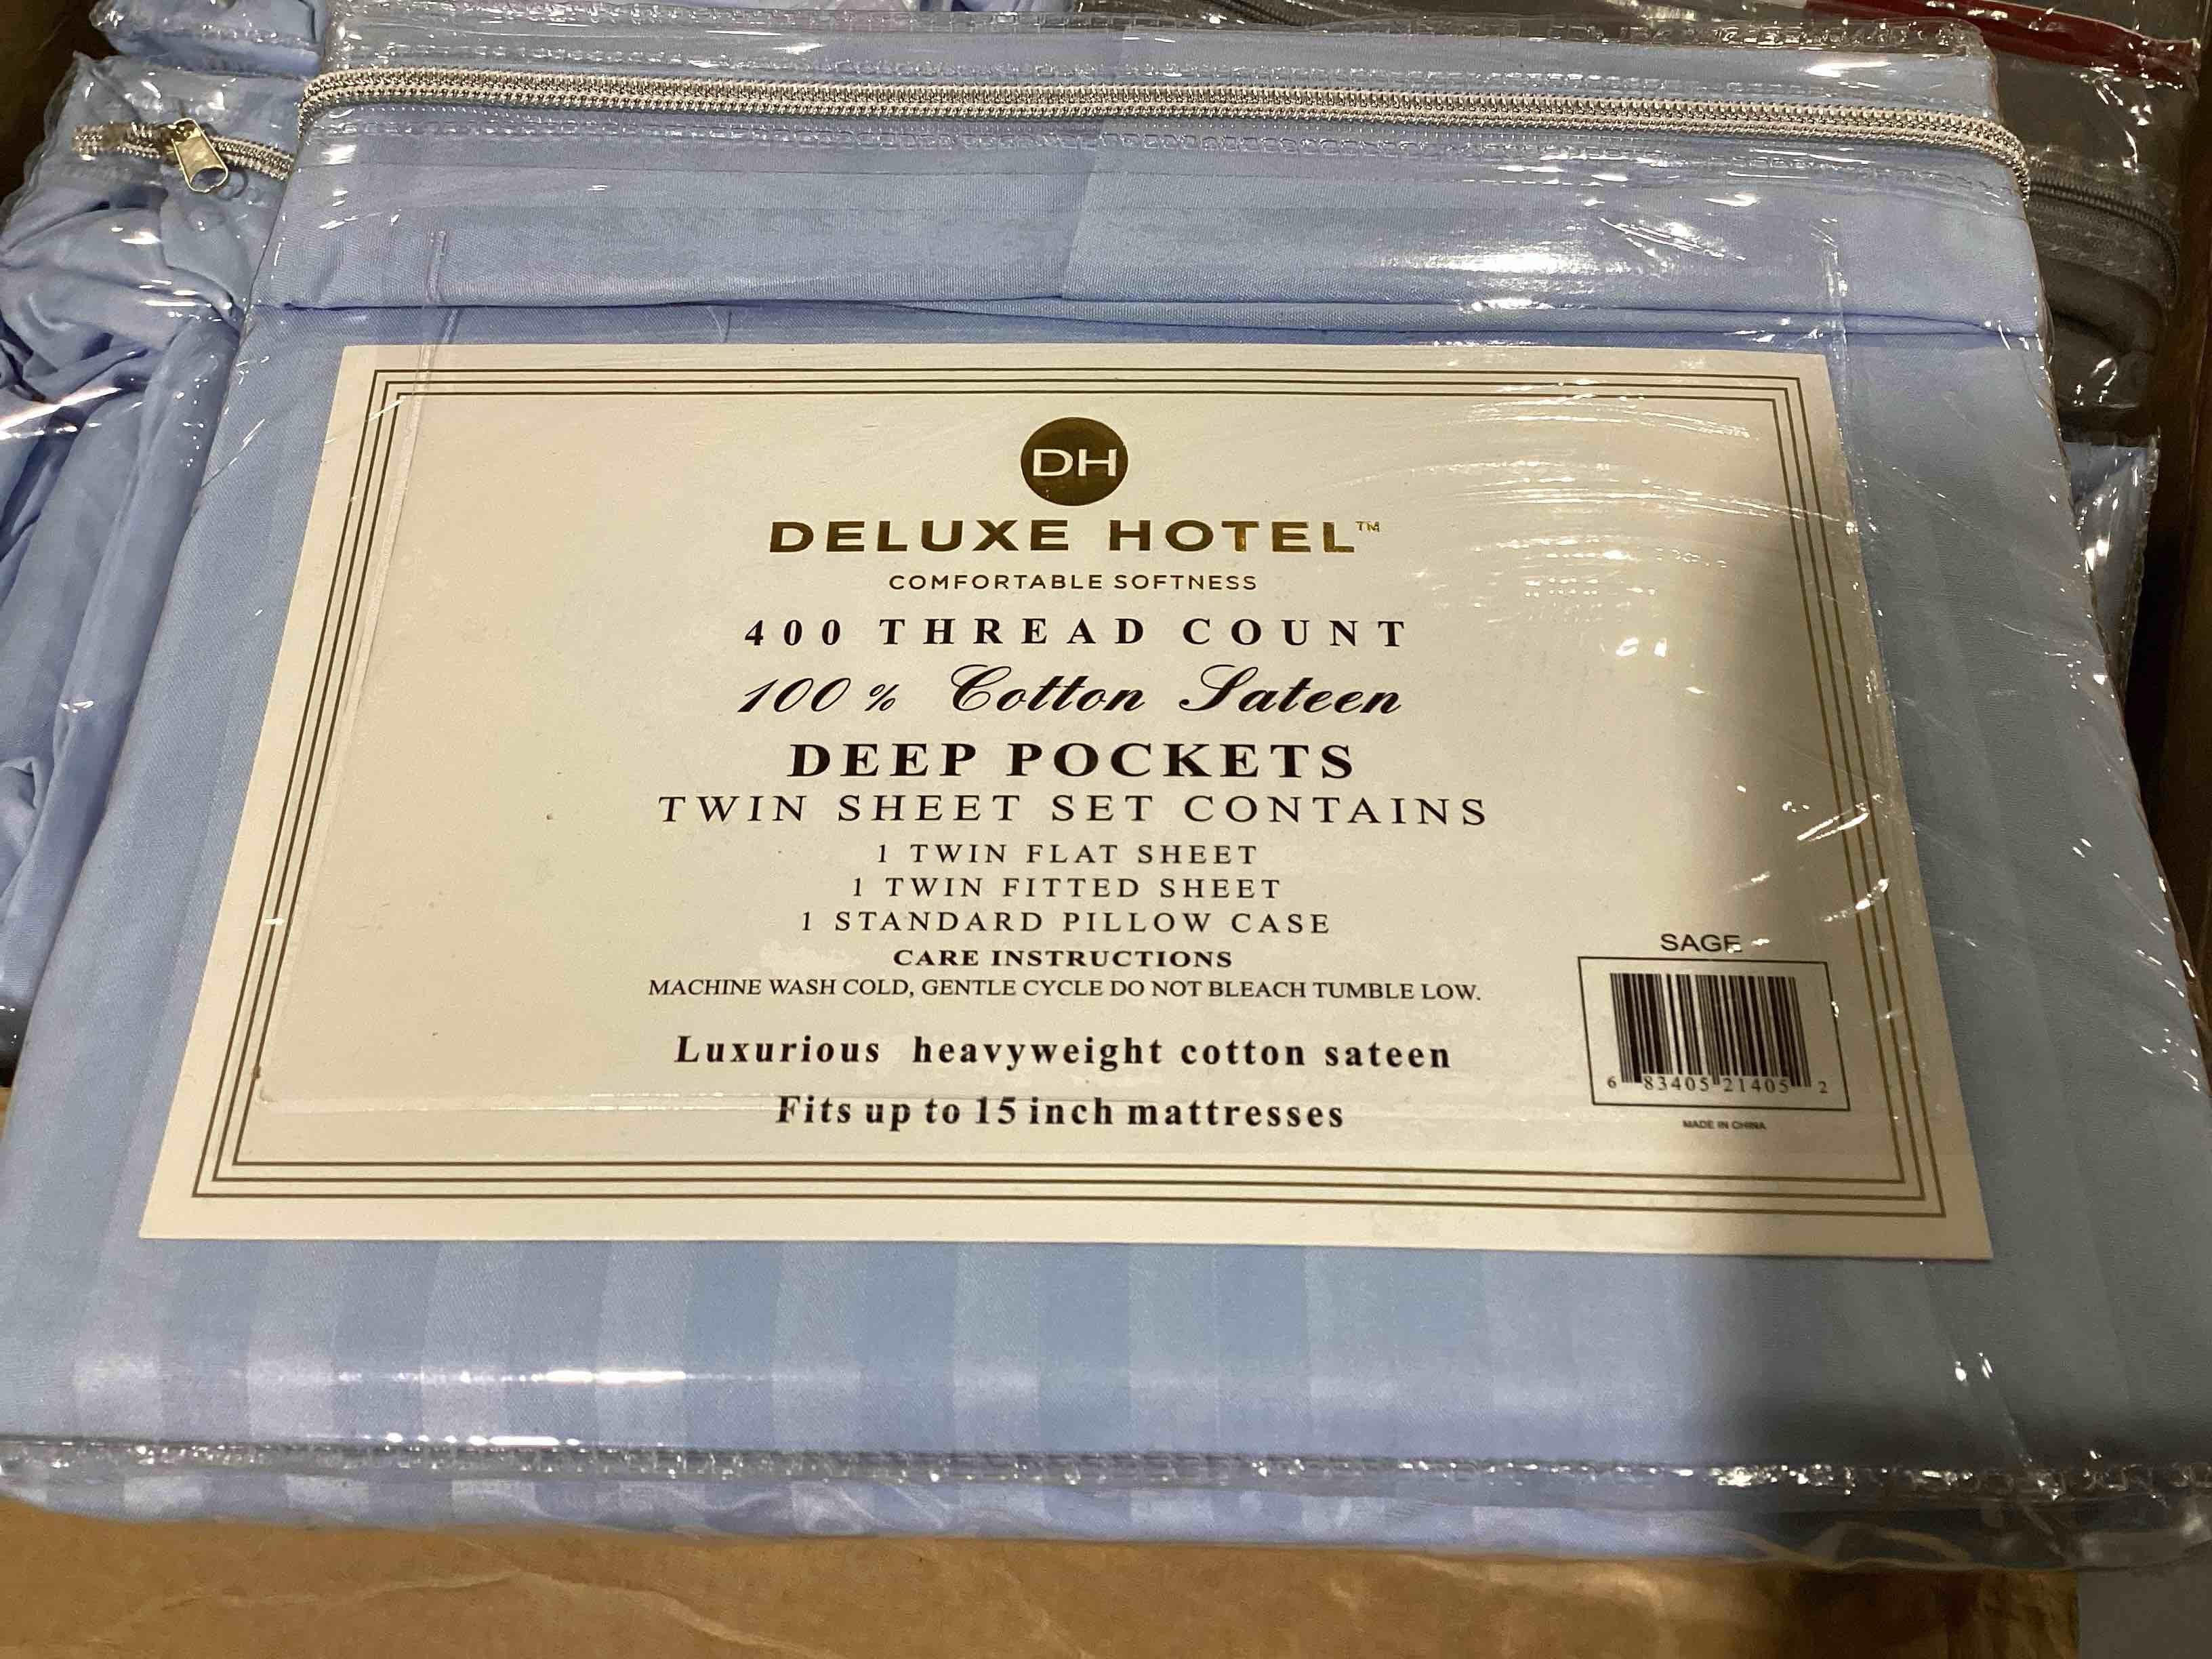 DH
DELUXE HOTEL™
COMFORTABLE SOFTNESS
400 THREAD COUNT
100% Cotton Sateen
DEEP POCKETS
TWIN SHEET SET CONTAINS
1 TWIN FLAT SHEET
1 TWIN FITTED SHEET
1 STANDARD PILLOW CASE
CARE INSTRUCTIONS
MACHINE WASH COLD, GENTLE CYCLE DO NOT BLEACH TUMBLE LOW.
Luxurious heavyweight cotton sateen
Fits up to 15 inch mattresses
SAGE
6 83405 21405 2
MADE IN CHINA